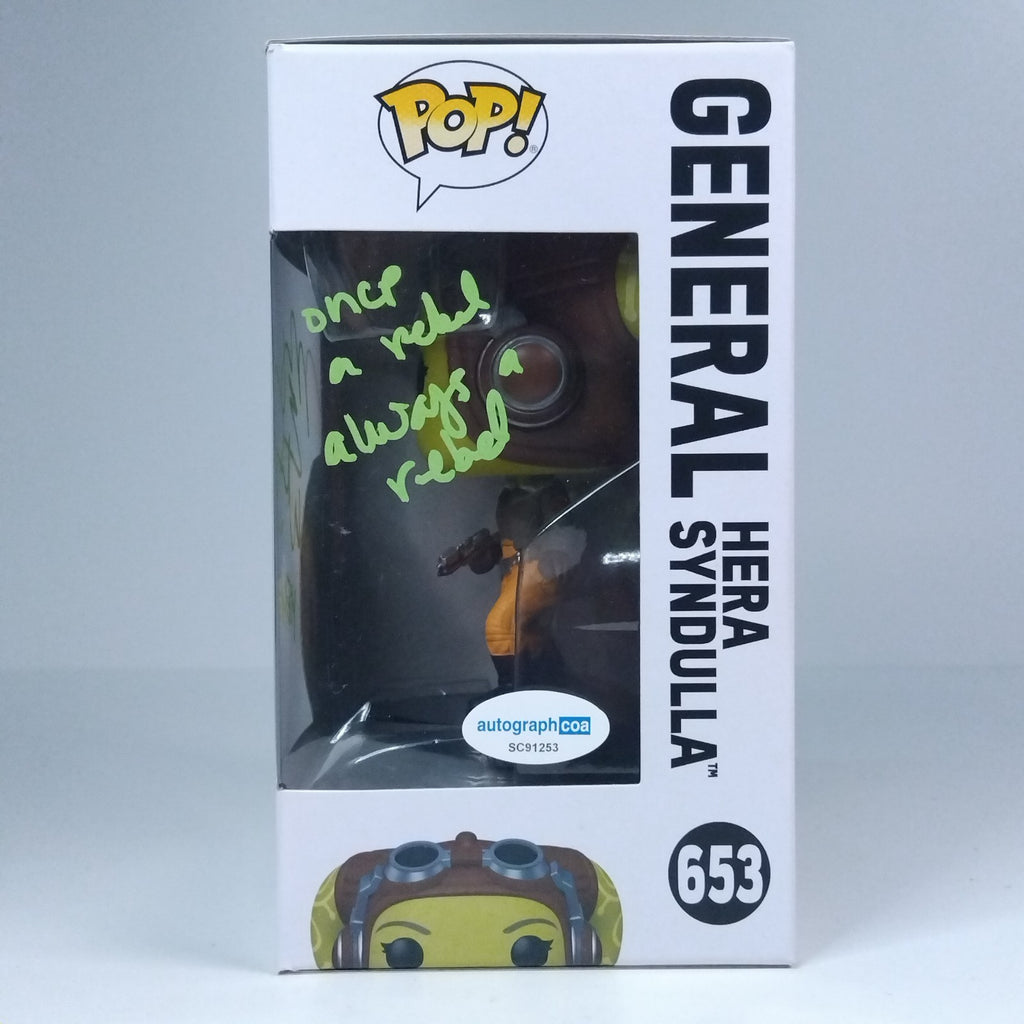 POP!
®
once
a rebel
always a
rebel
GENERAL
HERA
SYNDULLA™
autograph coa
SC91253
653